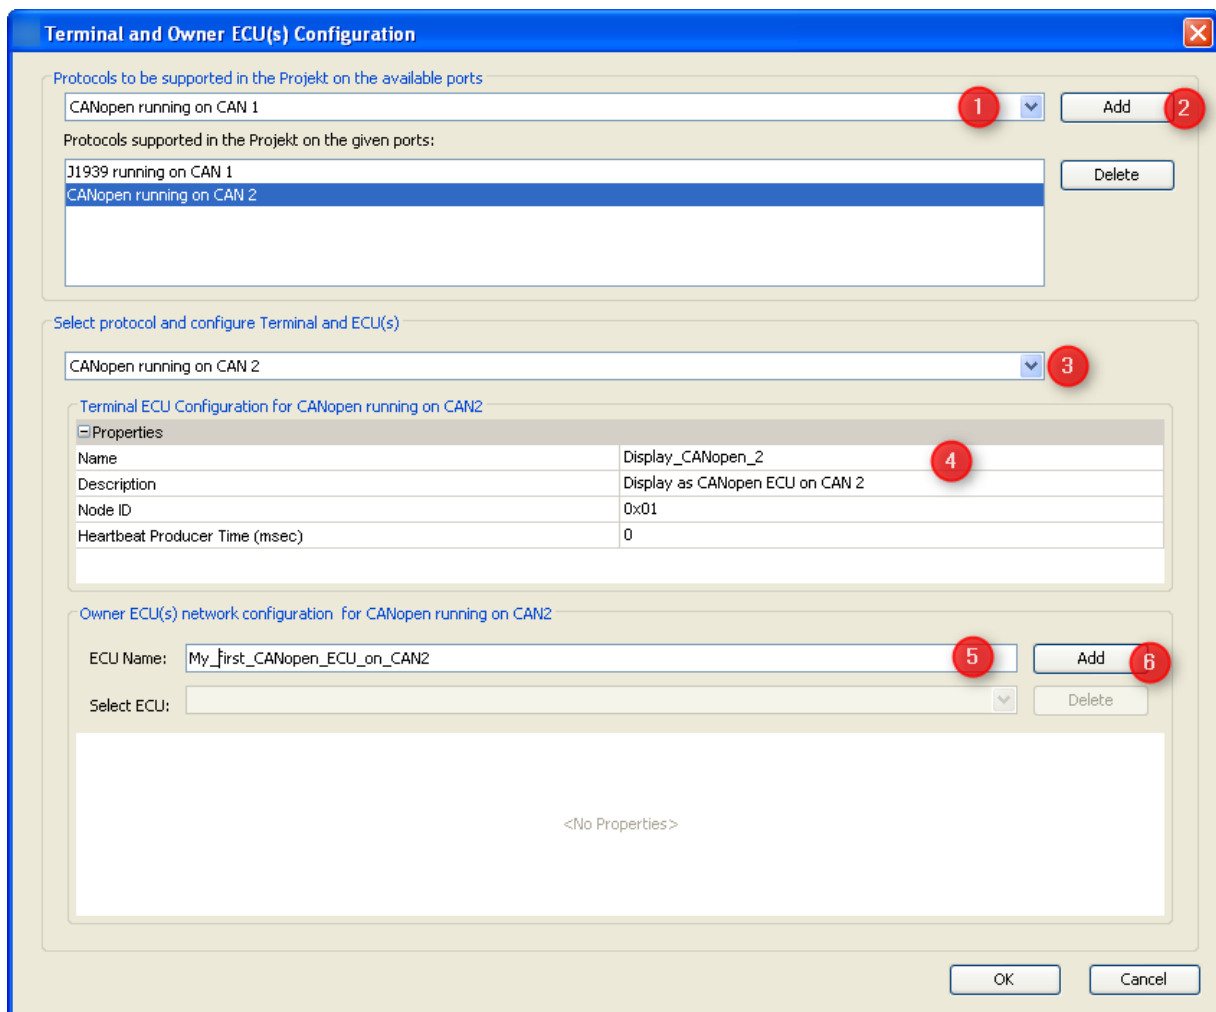 Terminal and Owner ECU(s) Configuration
Protocols to be supported in the Projekt on the available ports
CANopen running on CAN 1
1
Add
2
Protocols supported in the Projekt on the given ports:
J1939 running on CAN 1
Delete
CANopen running on CAN 2
Select protocol and configure Terminal and ECU(s)
CANopen running on CAN 2
3
Terminal ECU Configuration for CANopen running on CAN2
Properties
Name Display_CANopen_2
4
Description Display as CANopen ECU on CAN 2
Node ID 0x01
Heartbeat Producer Time (msec) 0
Owner ECU(s) network configuration for CANopen running on CAN2
ECU Name: My_first_CANopen_ECU_on_CAN2
5
Add
6
Select ECU:
Delete
<No Properties>
OK Cancel